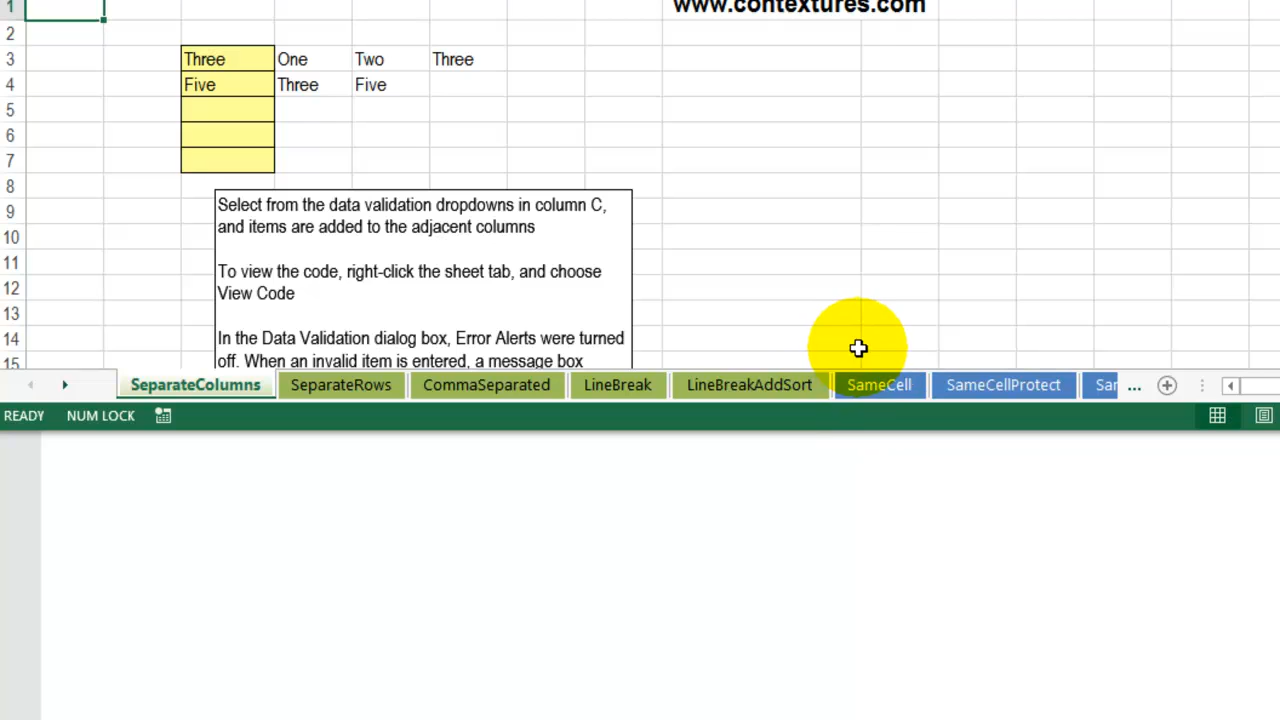 1 www.contextures.com
2
3 Three One Two Three
4 Five Three Five
5
6
7
8
9 Select from the data validation dropdowns in column C,
10 and items are added to the adjacent columns
11 To view the code, right-click the sheet tab, and choose
12 View Code
13
14 In the Data Validation dialog box, Error Alerts were turned
15 off. When an invalid item is entered, a message box
SeparateColumns SeparateRows CommaSeparated LineBreak LineBreakAddSort SameCell SameCellProtect Sar ...
READY NUM LOCK